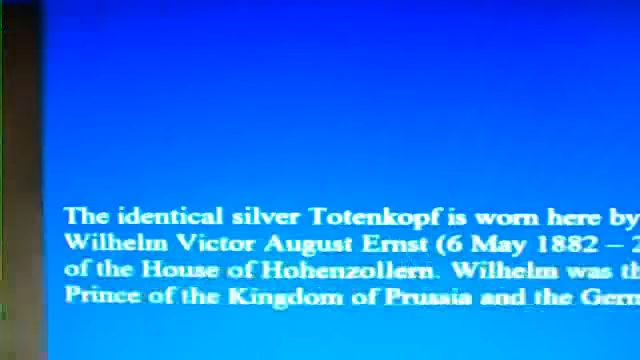 The identical silver Totenkopf is worn here by
Wilhelm Victor August Ernst (6 May 1882 – 2
of the House of Hohenzollern. Wilhelm was th
Prince of the Kingdom of Prussia and the Germ